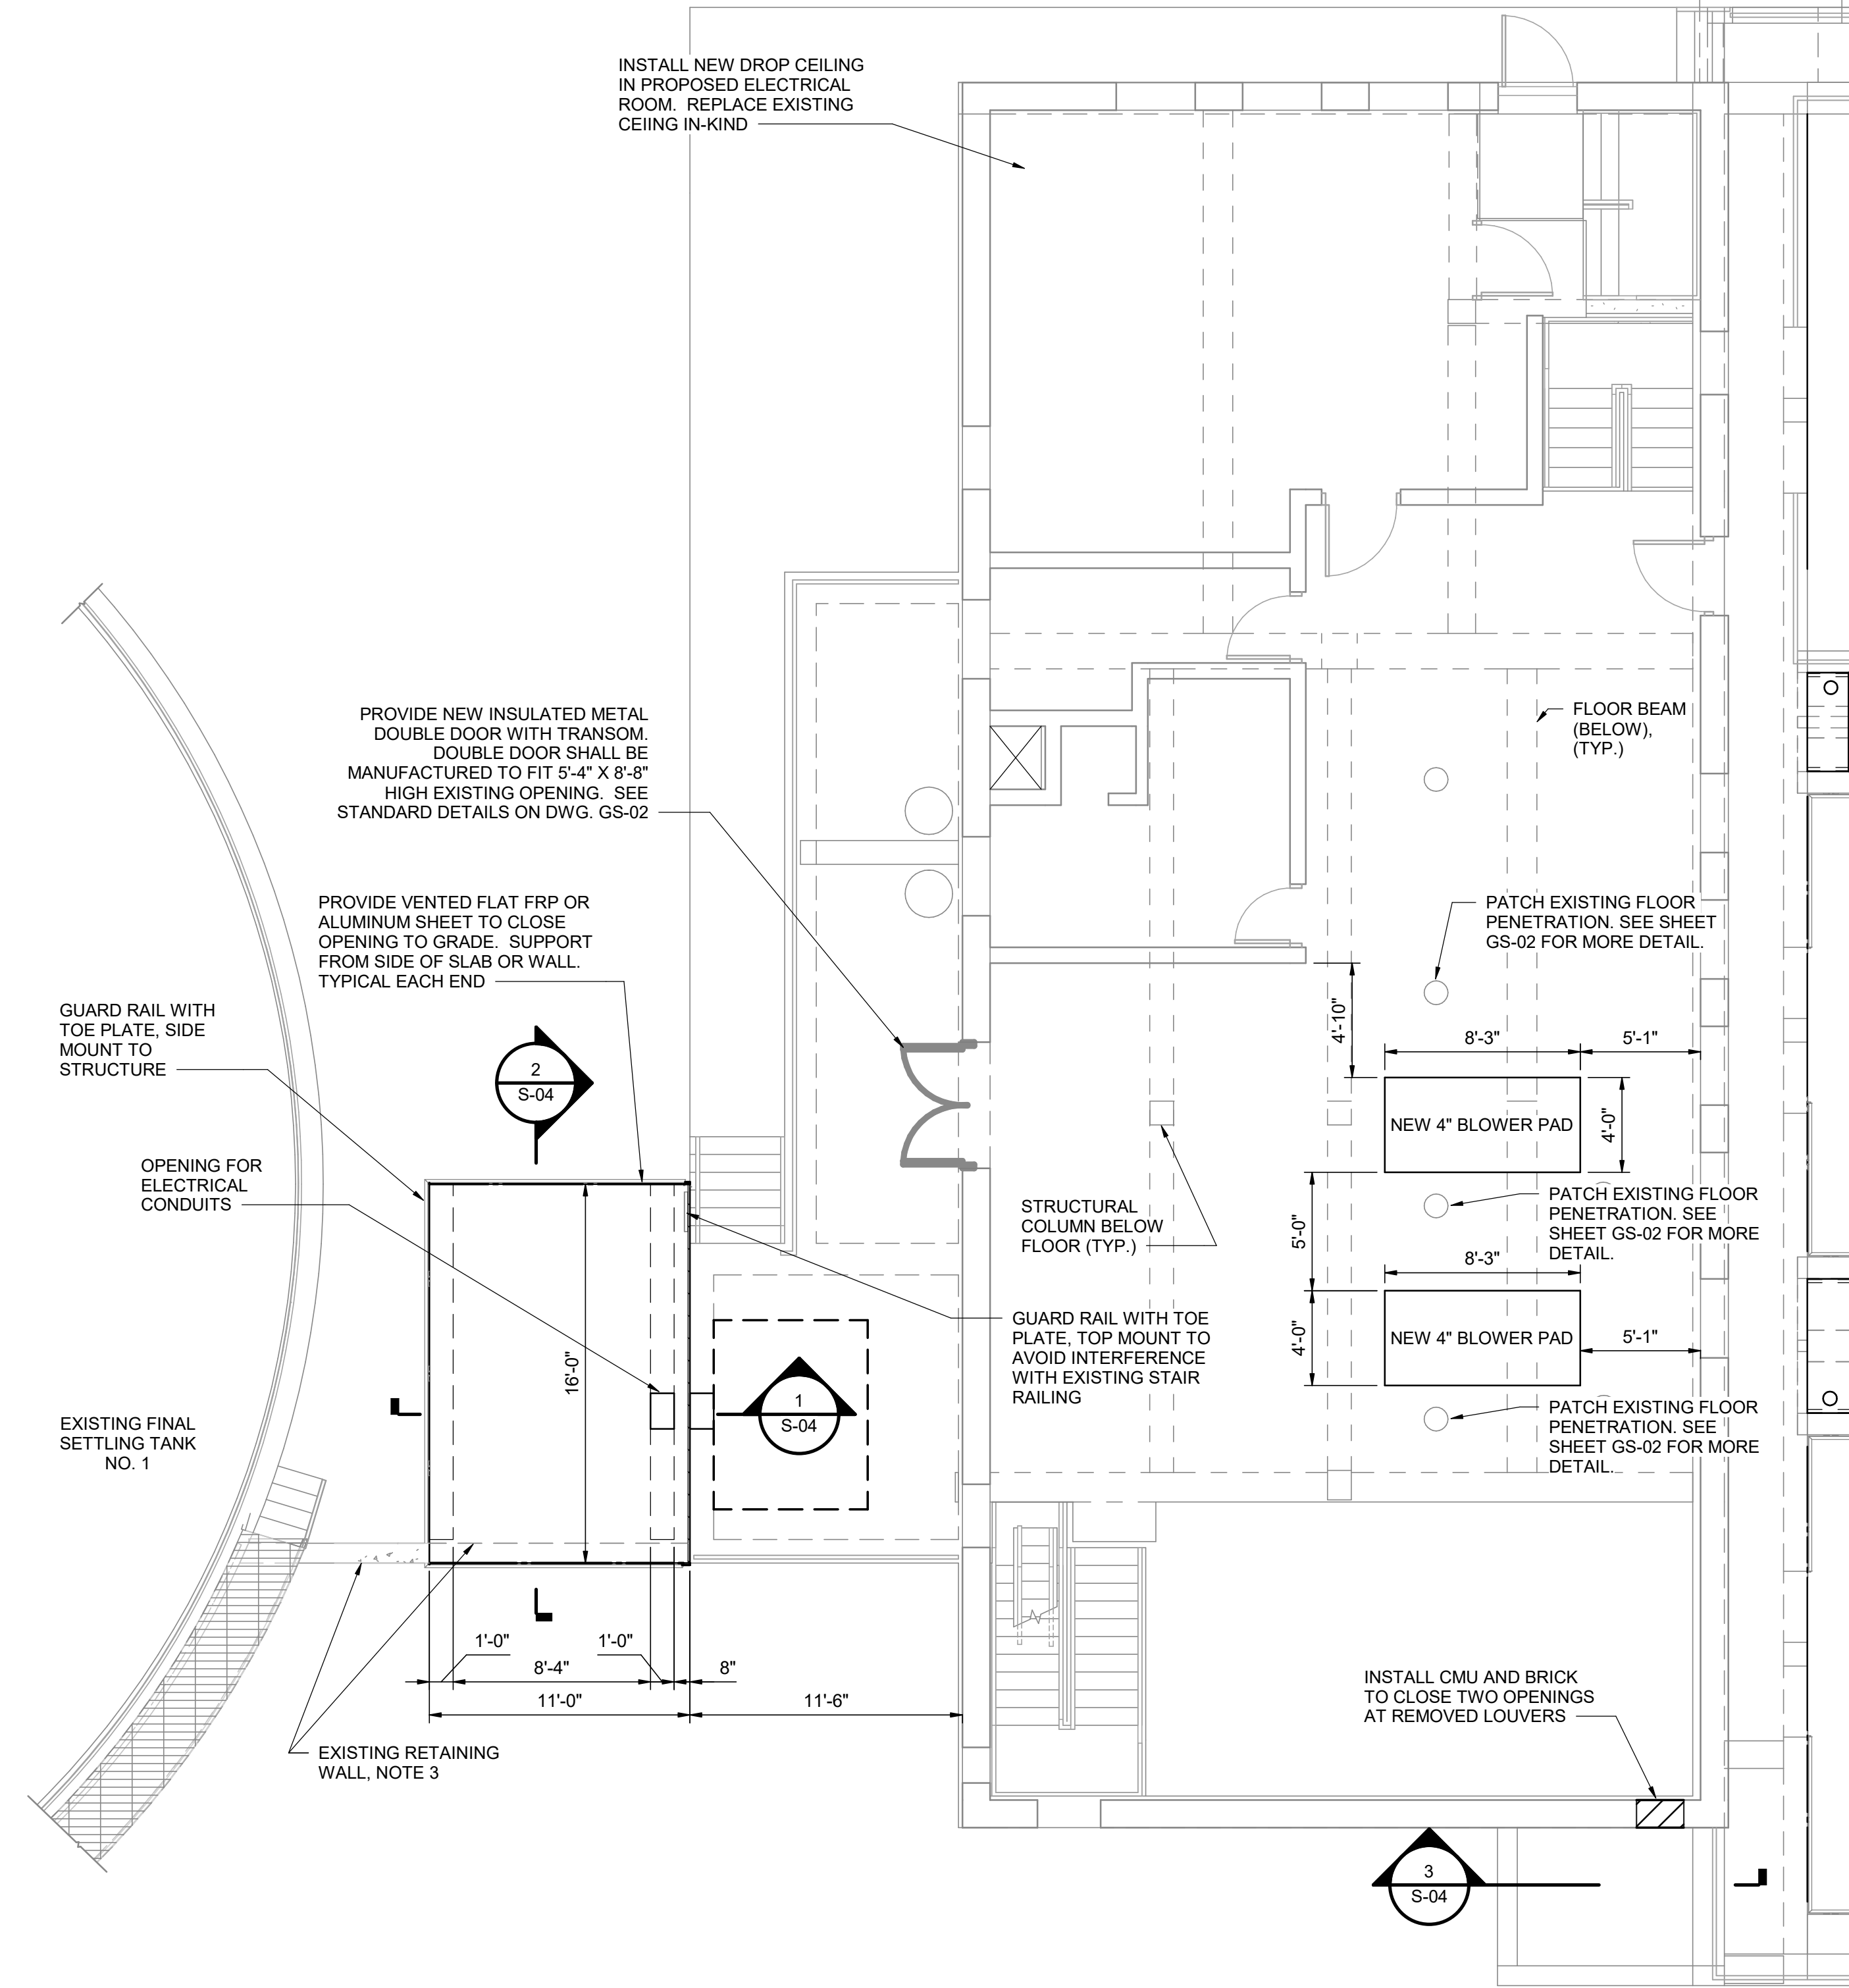 INSTALL NEW DROP CEILING
IN PROPOSED ELECTRICAL
ROOM.  REPLACE EXISTING
CEIING IN-KIND
PROVIDE NEW INSULATED METAL
DOUBLE DOOR WITH TRANSOM.
DOUBLE DOOR SHALL BE
MANUFACTURED TO FIT 5'-4" X 8'-8"
HIGH EXISTING OPENING.  SEE
STANDARD DETAILS ON DWG. GS-02
FLOOR BEAM
(BELOW),
(TYP.)
PROVIDE VENTED FLAT FRP OR
ALUMINUM SHEET TO CLOSE
OPENING TO GRADE.  SUPPORT
FROM SIDE OF SLAB OR WALL.
TYPICAL EACH END
PATCH EXISTING FLOOR
PENETRATION. SEE SHEET
GS-02 FOR MORE DETAIL.
GUARD RAIL WITH
TOE PLATE, SIDE
MOUNT TO
STRUCTURE
4'-10"
8'-3"
5'-1"
2
S-04
NEW 4" BLOWER PAD
4'-0"
OPENING FOR
ELECTRICAL
CONDUITS
STRUCTURAL
COLUMN BELOW
FLOOR (TYP.)
5'-0"
PATCH EXISTING FLOOR
PENETRATION. SEE
SHEET GS-02 FOR MORE
DETAIL.
8'-3"
16'-0"
GUARD RAIL WITH TOE
PLATE, TOP MOUNT TO
AVOID INTERFERENCE
WITH EXISTING STAIR
RAILING
4'-0"
NEW 4" BLOWER PAD
5'-1"
1
S-04
EXISTING FINAL
SETTLING TANK
NO. 1
PATCH EXISTING FLOOR
PENETRATION. SEE
SHEET GS-02 FOR MORE
DETAIL.
1'-0"
1'-0"
8'-4"
8"
11'-0"
11'-6"
INSTALL CMU AND BRICK
TO CLOSE TWO OPENINGS
AT REMOVED LOUVERS
EXISTING RETAINING
WALL, NOTE 3
3
S-04